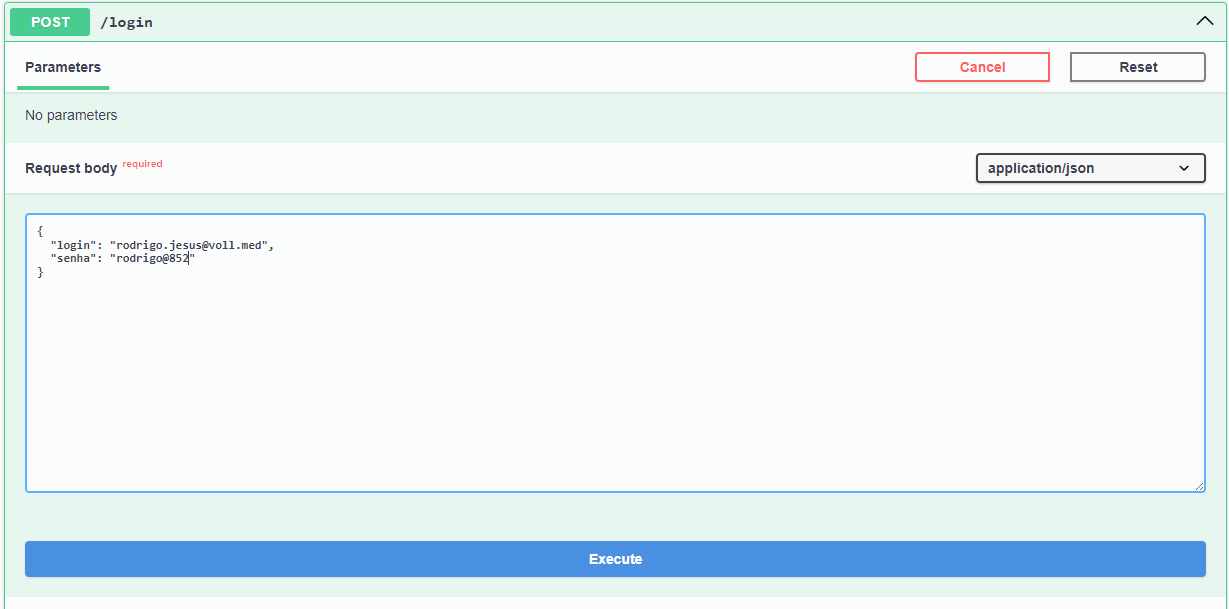 POST /login
Parameters Cancel Reset
No parameters
Request body required application/json
{
  "login": "rodrigo.jesus@voll.med",
  "senha": "rodrigo@852"
}
Execute